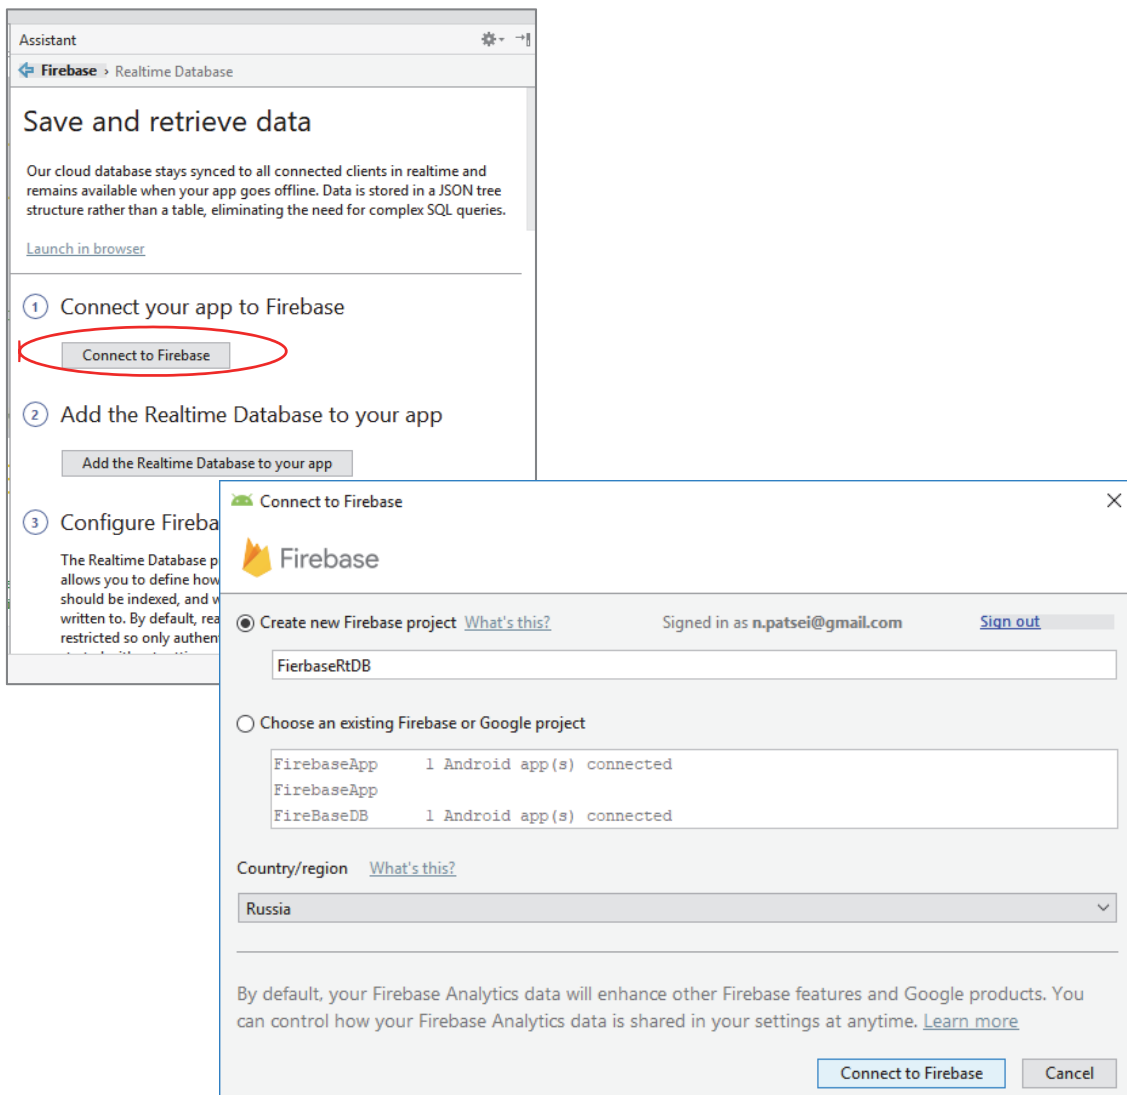 Assistant
Firebase › Realtime Database
Save and retrieve data
Our cloud database stays synced to all connected clients in realtime and
remains available when your app goes offline. Data is stored in a JSON tree
structure rather than a table, eliminating the need for complex SQL queries.
Launch in browser
1 Connect your app to Firebase
Connect to Firebase
2 Add the Realtime Database to your app
Add the Realtime Database to your app
3 Configure Fireba
The Realtime Database p
allows you to define how
should be indexed, and w
written to. By default, rea
restricted so only authen
Connect to Firebase
Firebase
Create new Firebase project What's this? Signed in as n.patsei@gmail.com Sign out
FierbaseRtDB
Choose an existing Firebase or Google project
FirebaseApp 1 Android app(s) connected
FirebaseApp
FireBaseDB 1 Android app(s) connected
Country/region What's this?
Russia
By default, your Firebase Analytics data will enhance other Firebase features and Google products. You
can control how your Firebase Analytics data is shared in your settings at anytime. Learn more
Connect to Firebase Cancel